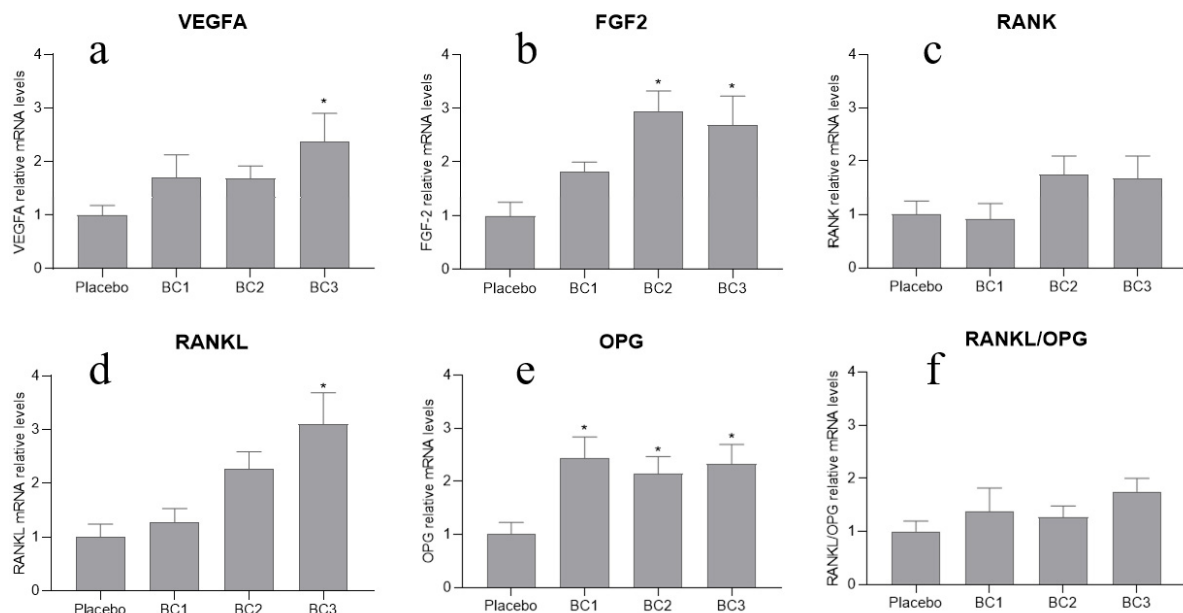 VEGFA
a
VEGFA relative mRNA levels
4
3
2
1
0
*
Placebo BC1 BC2 BC3
FGF2
b
FGF-2 relative mRNA levels
4
3
2
1
0
* *
Placebo BC1 BC2 BC3
RANK
c
RANK relative mRNA levels
4
3
2
1
0
Placebo BC1 BC2 BC3
RANKL
d
RANKL mRNA relative levels
4
3
2
1
0
*
Placebo BC1 BC2 BC3
OPG
e
OPG relative mRNA levels
4
3
2
1
0
* * *
Placebo BC1 BC2 BC3
RANKL/OPG
f
RANKL/OPG relative mRNA levels
4
3
2
1
0
Placebo BC1 BC2 BC3